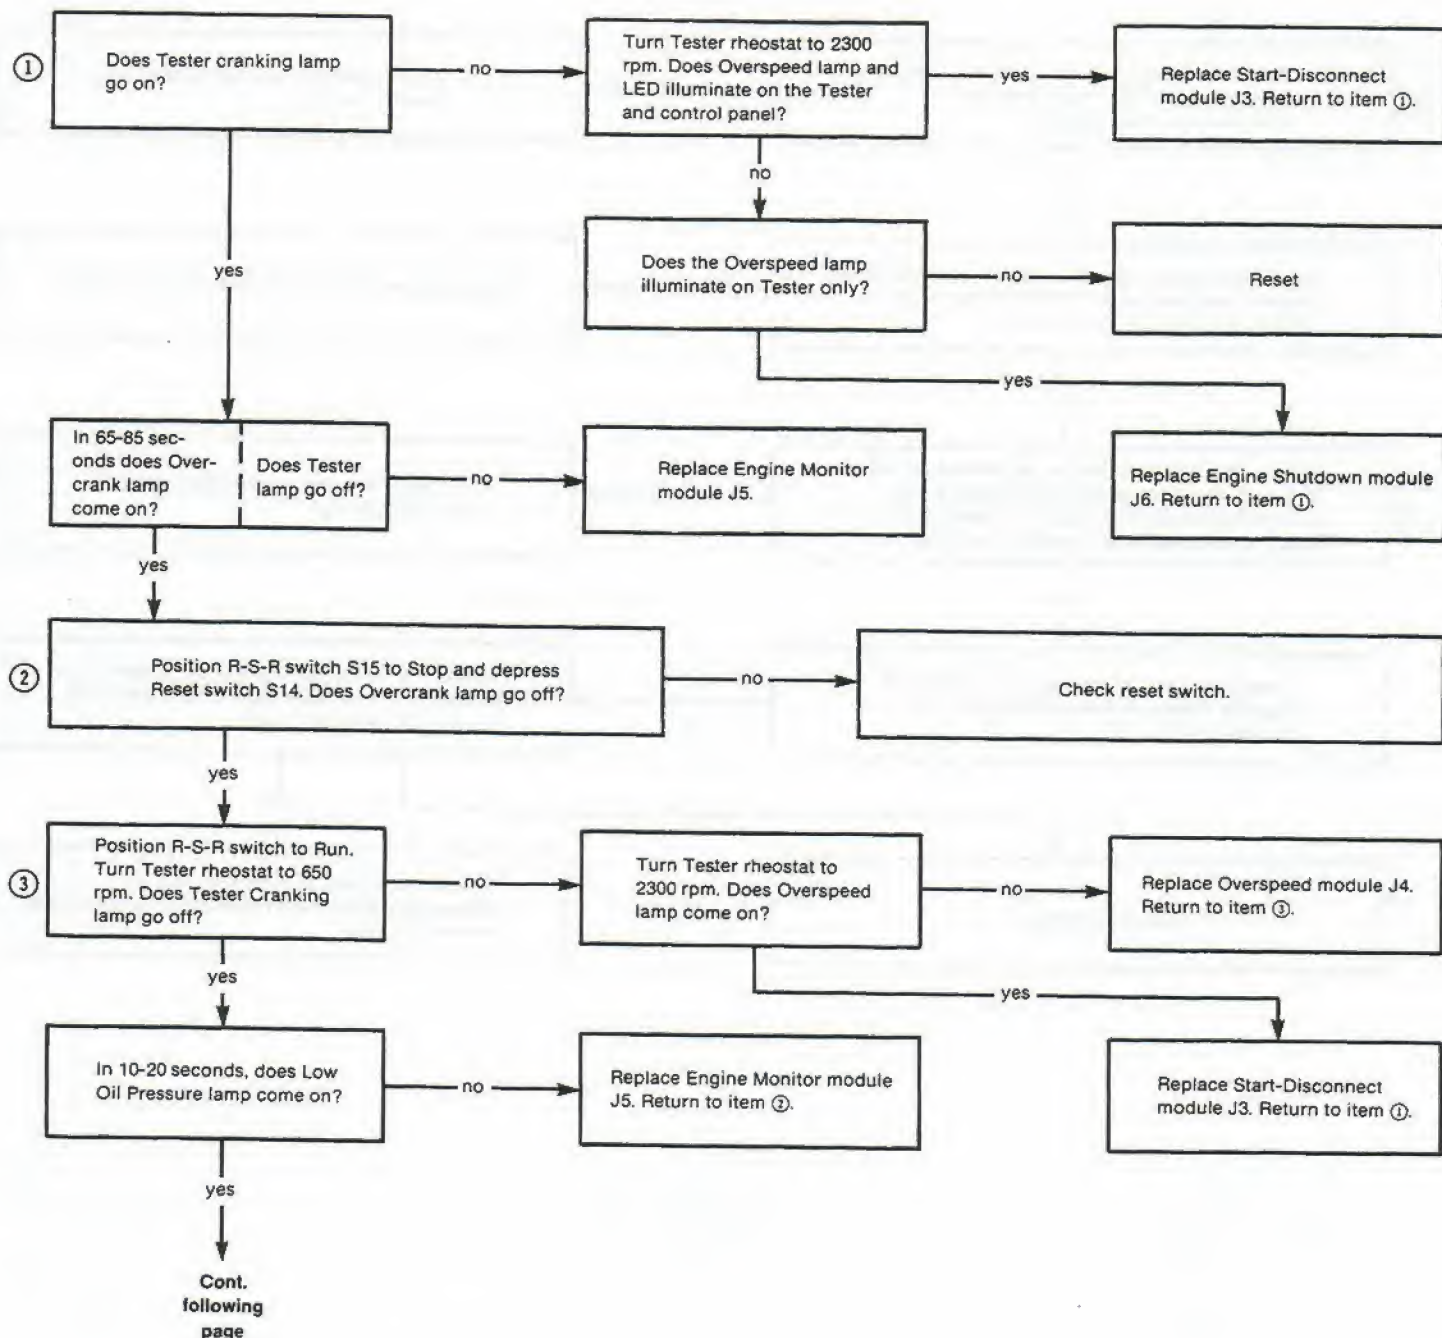 ①
Does Tester cranking lamp
go on?
no
Turn Tester rheostat to 2300
rpm. Does Overspeed lamp and
LED illuminate on the Tester
and control panel?
yes
Replace Start-Disconnect
module J3. Return to item ①.
no
yes
Does the Overspeed lamp
illuminate on Tester only?
no
Reset
yes
In 65-85 sec-
onds does Over-
crank lamp
come on?
Does Tester
lamp go off?
no
Replace Engine Monitor
module J5.
Replace Engine Shutdown module
J6. Return to item ①.
yes
②
Position R-S-R switch S15 to Stop and depress
Reset switch S14. Does Overcrank lamp go off?
no
Check reset switch.
yes
③
Position R-S-R switch to Run.
Turn Tester rheostat to 650
rpm. Does Tester Cranking
lamp go off?
no
Turn Tester rheostat to
2300 rpm. Does Overspeed
lamp come on?
no
Replace Overspeed module J4.
Return to item ③.
yes
yes
In 10-20 seconds, does Low
Oil Pressure lamp come on?
no
Replace Engine Monitor module
J5. Return to item ②.
Replace Start-Disconnect
module J3. Return to item ①.
yes
Cont.
following
page